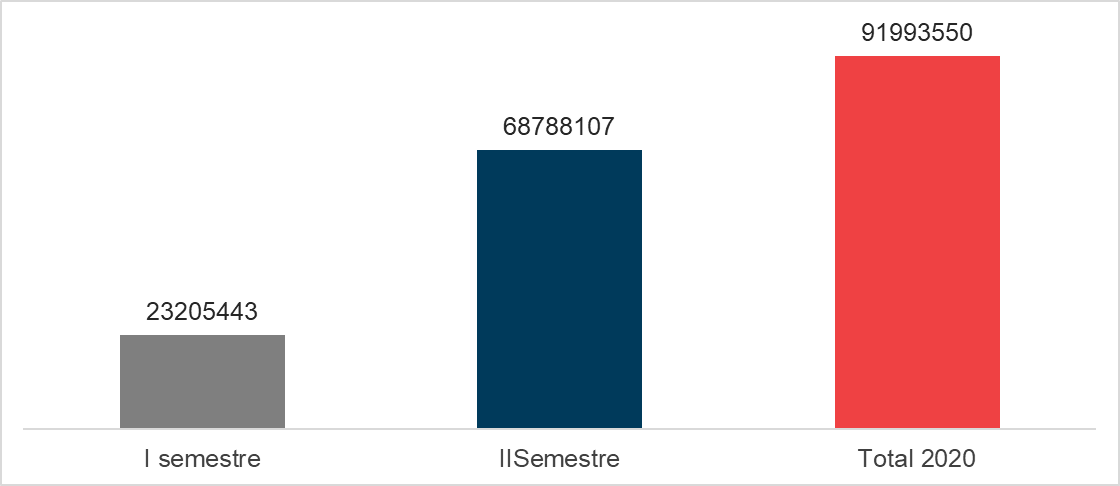 91993550
68788107
23205443
I semestre
IISemestre
Total 2020